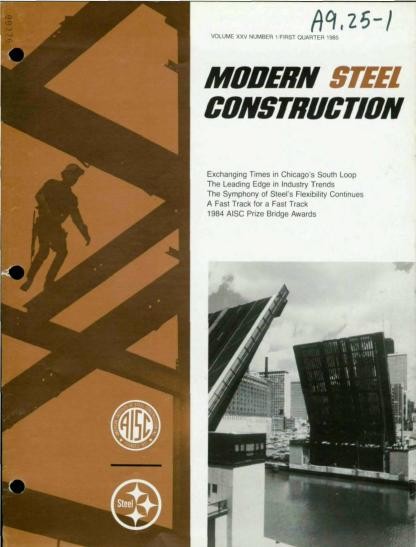 A9.25-1
VOLUME XXV NUMBER 1/FIRST QUARTER 1985
MODERN STEEL
CONSTRUCTION
Exchanging Times in Chicago's South Loop
The Leading Edge in Industry Trends
The Symphony of Steel's Flexibility Continues
A Fast Track for a Fast Track
1984 AISC Prize Bridge Awards
AISC
Steel